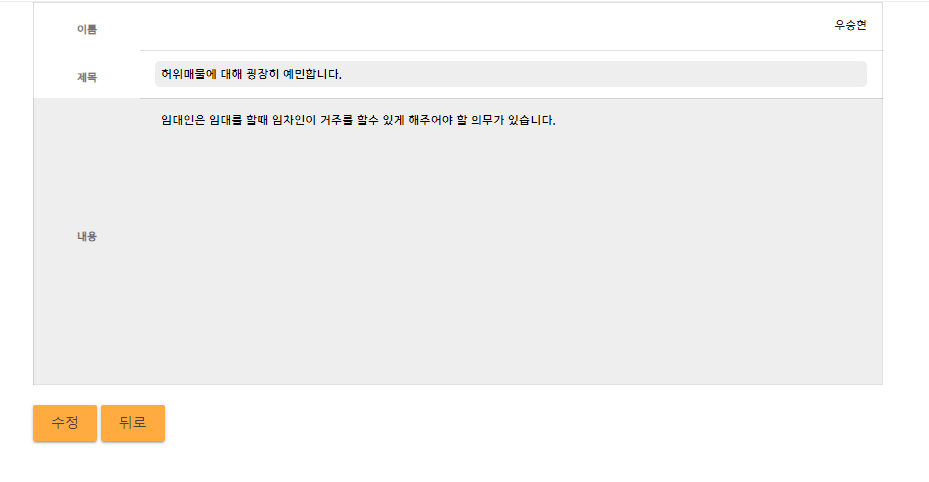 이름
우승현
제목
허위매물에 대해 굉장히 예민합니다.
임대인은 임대를 할때 임차인이 거주를 할수 있게 해주어야 할 의무가 있습니다.
내용
수정 뒤로